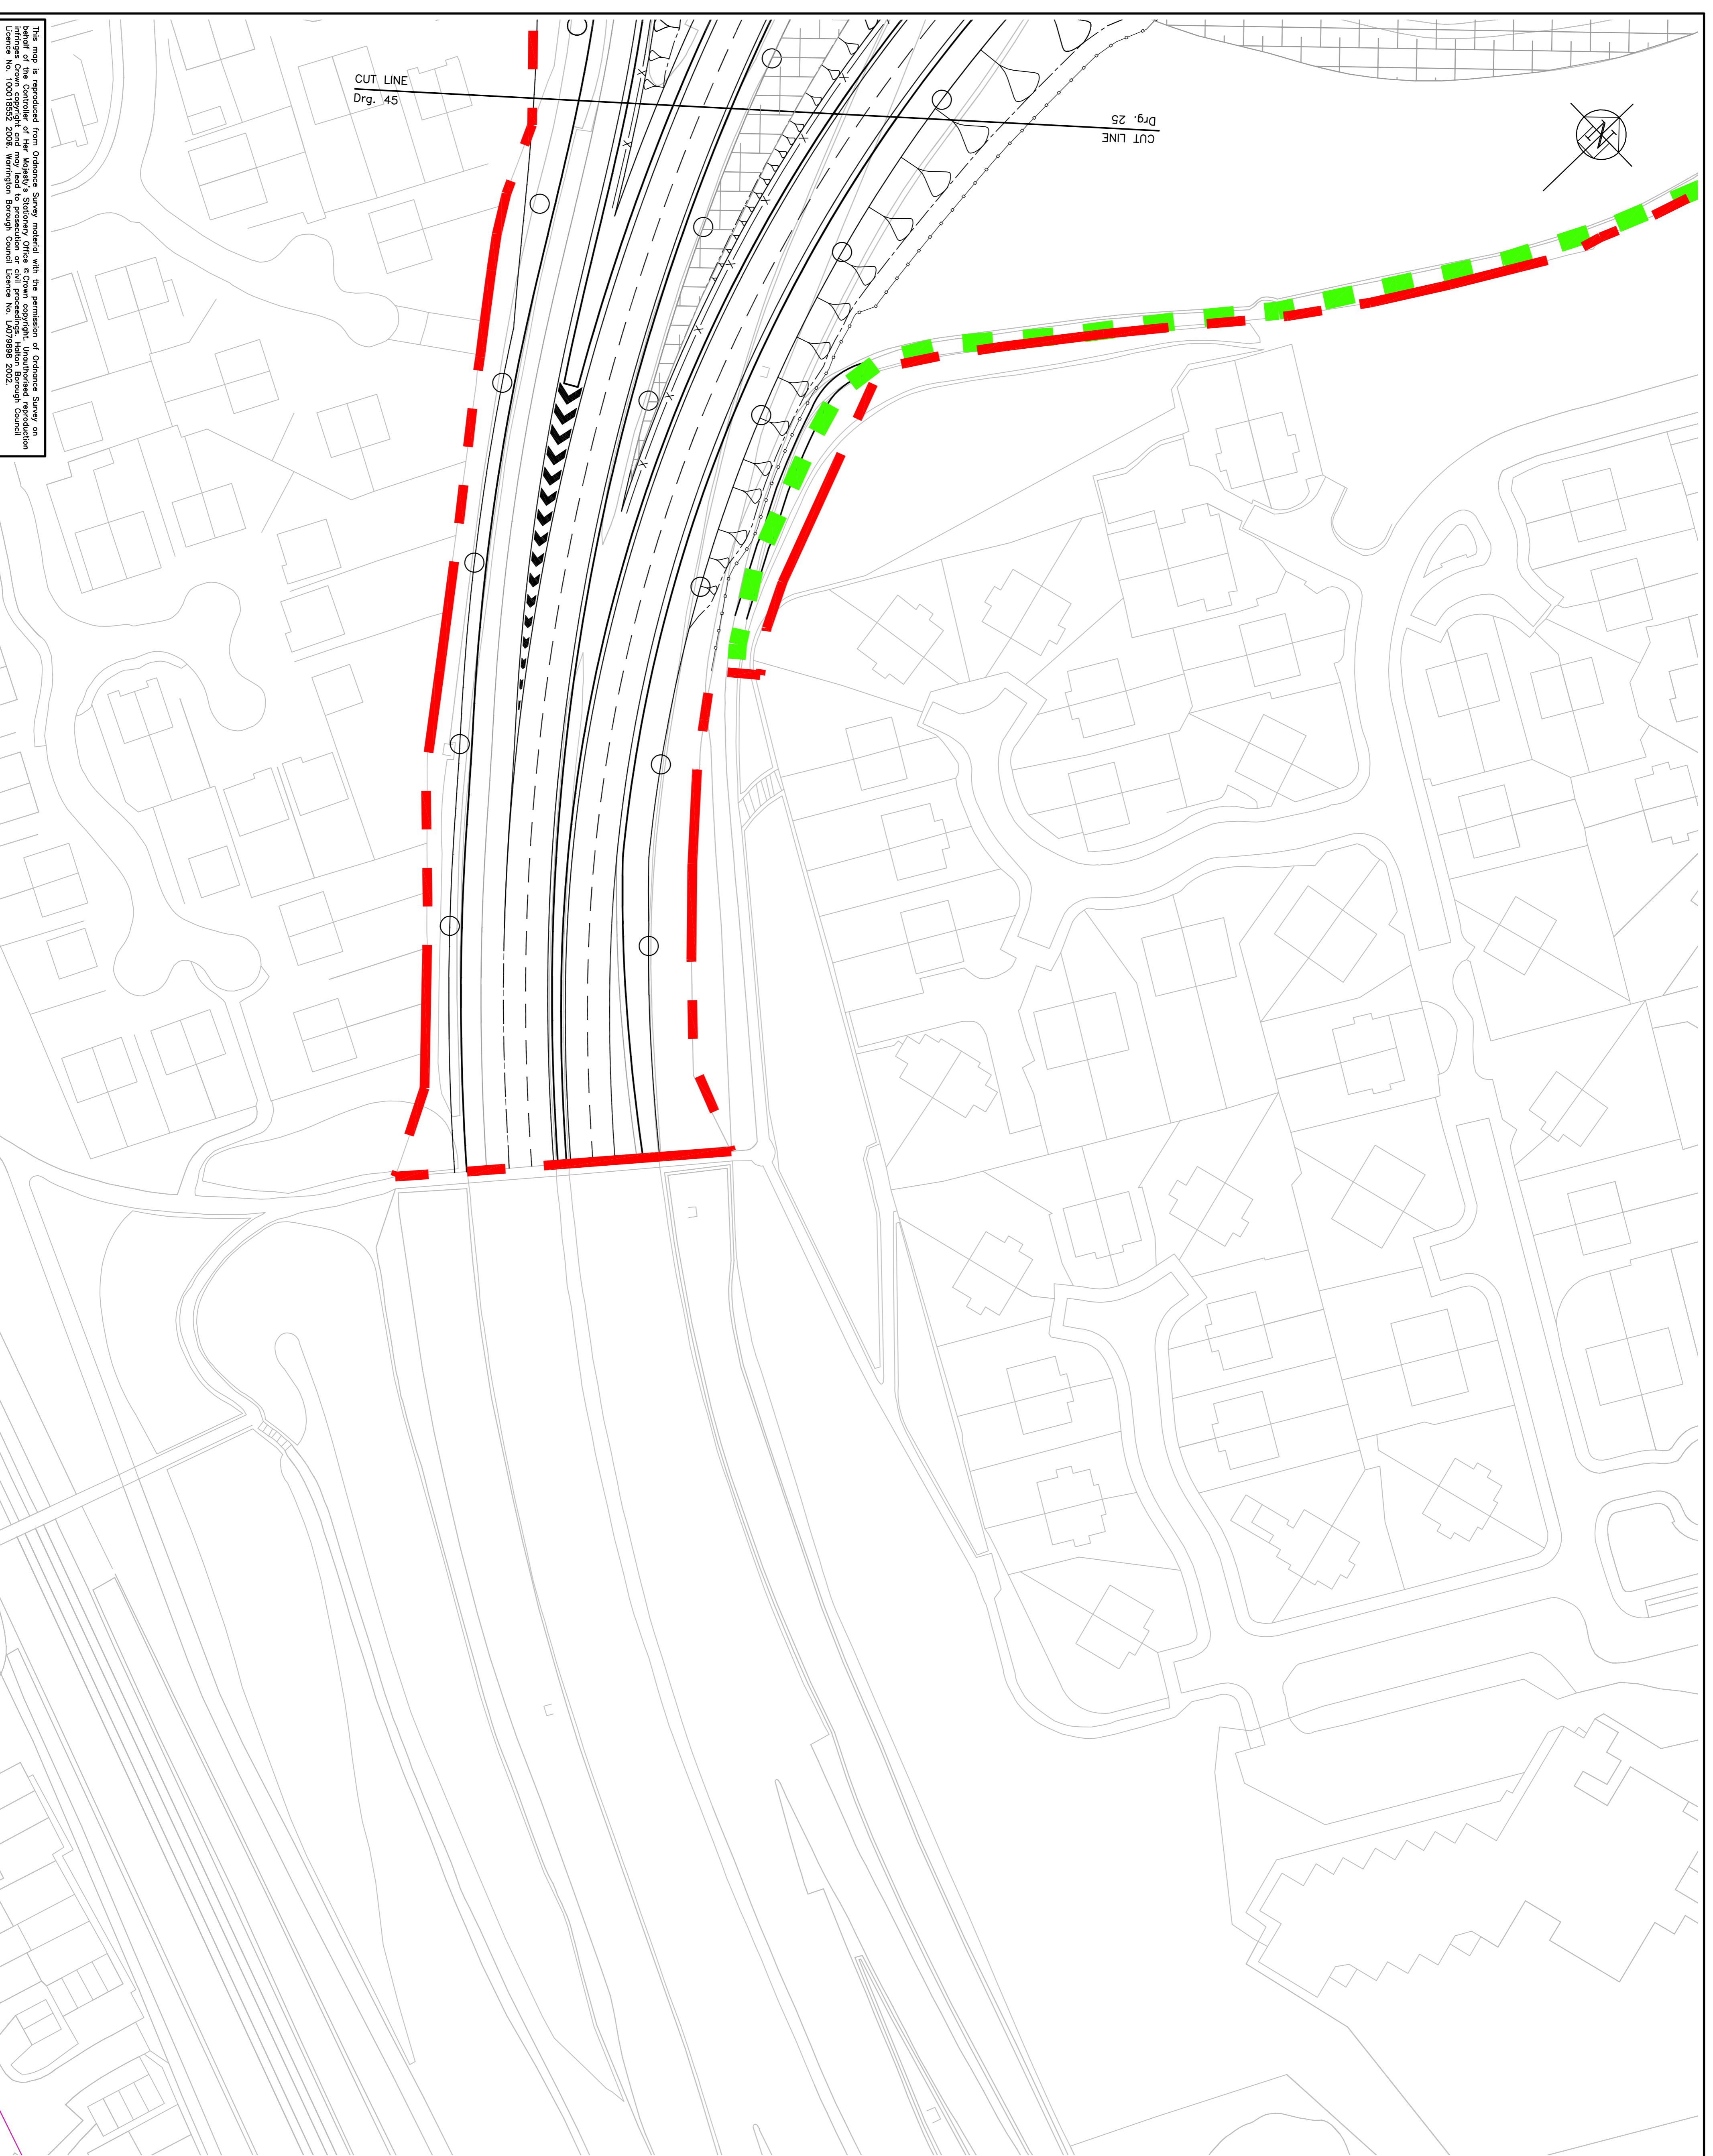 This map is reproduced from Ordnance Survey material with the permission of Ordnance Survey on
behalf of the Controller of Her Majesty's Stationery Office © Crown copyright. Unauthorised reproduction
infringes Crown copyright and may lead to prosecution or civil proceedings. Halton Borough Council
Licence No. 100018552 2008. Warrington Borough Council Licence No. LA079898 2002.
CUT LINE
Drg. 45
Drg. 25
CUT LINE
N